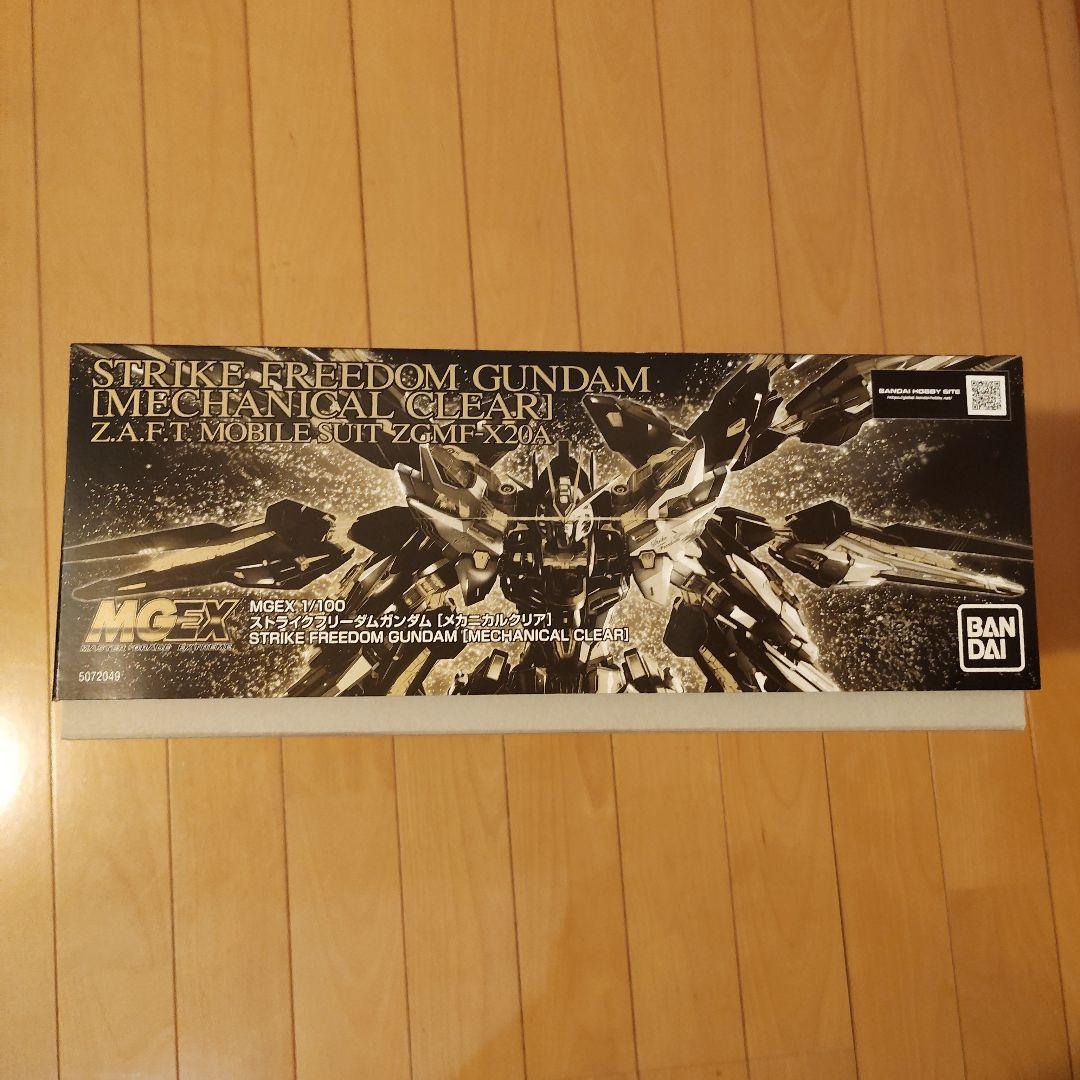 STRIKE FREEDOM GUNDAM
[MECHANICAL CLEAR]
Z.A.F.T. MOBILE SUIT ZGMF-X20A
BANDAI HOBBY SITE
MGEX
MASTER GRADE EXTREME
MGEX 1/100
ストライクフリーダムガンダム [メカニカルクリア]
STRIKE FREEDOM GUNDAM [MECHANICAL CLEAR]
5072049
BAN
DAI